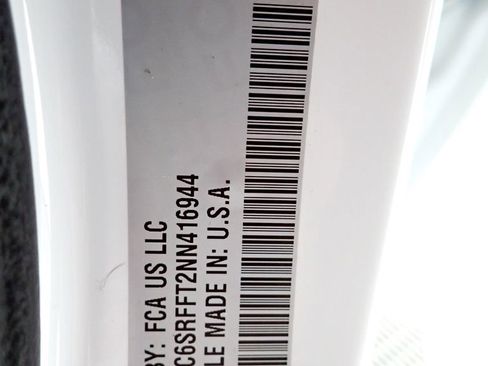 BY: FCA US LLC
C6SRFFT2NN416944
LE MADE IN: U.S.A.